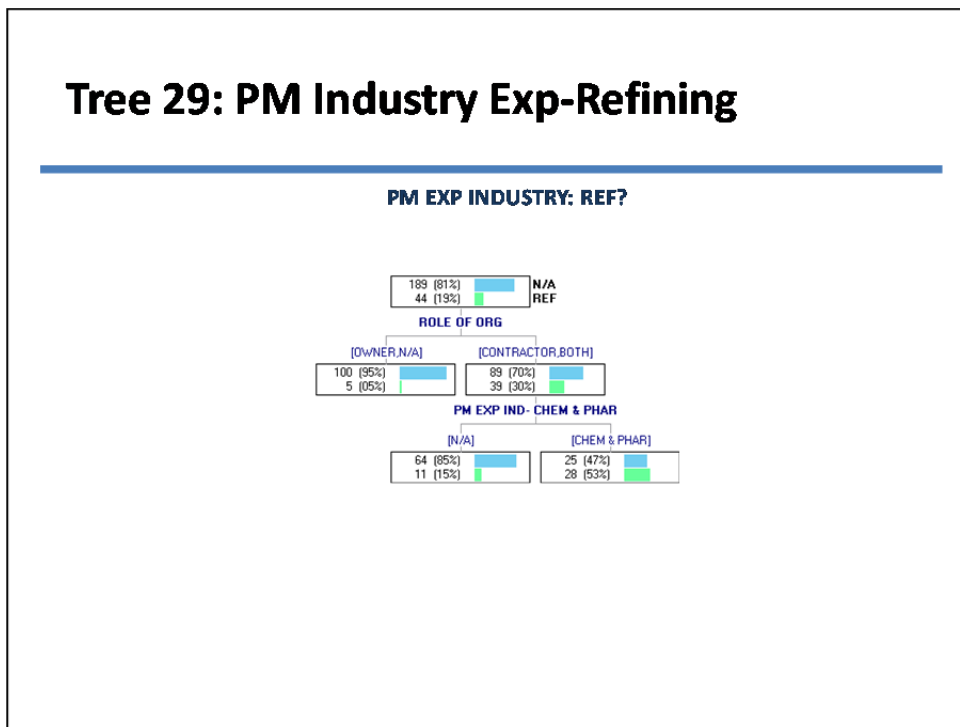 Tree 29: PM Industry Exp-Refining
PM EXP INDUSTRY: REF?
189 (81%) N/A
44 (19%) REF
ROLE OF ORG
[OWNER,N/A] [CONTRACTOR,BOTH]
100 (95%) 89 (70%)
5 (05%) 39 (30%)
PM EXP IND- CHEM & PHAR
[N/A] [CHEM & PHAR]
64 (85%) 25 (47%)
11 (15%) 28 (53%)